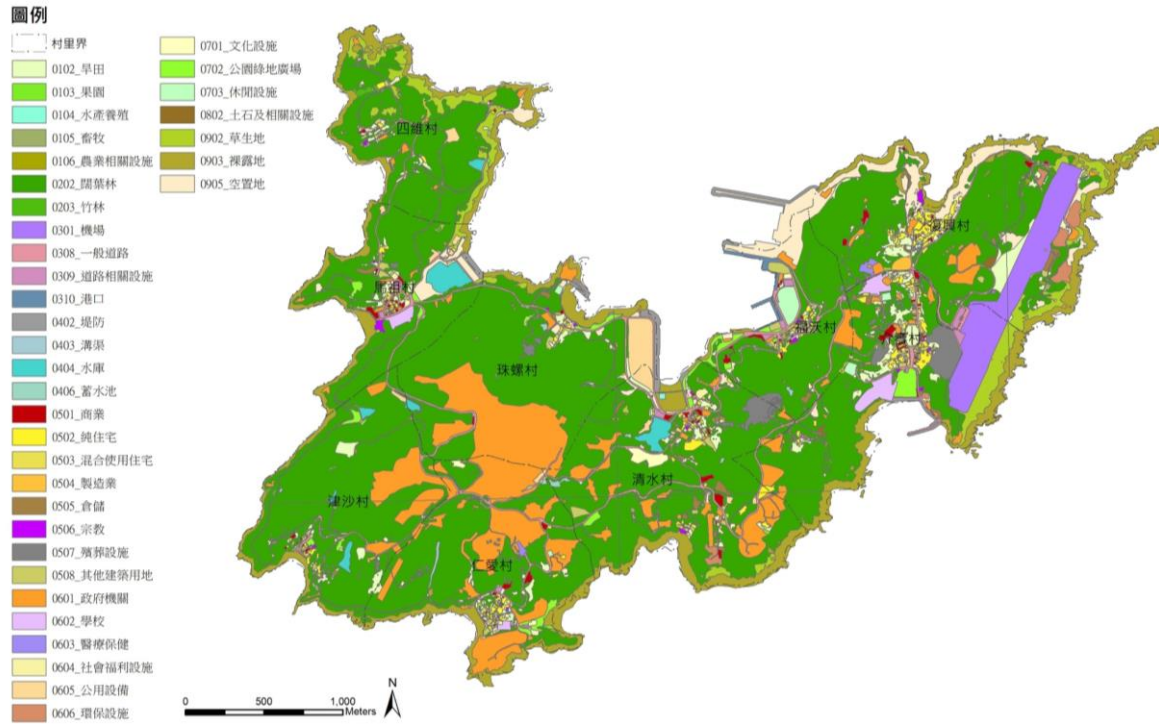 圖例
村里界
0102_旱田
0103_果園
0104_水產養殖
0105_畜牧
0106_農業相關設施
0202_闊葉林
0203_竹林
0301_機場
0308_一般道路
0309_道路相關設施
0310_港口
0402_堤防
0403_溝渠
0404_水庫
0406_蓄水池
0501_商業
0502_純住宅
0503_混合使用住宅
0504_製造業
0505_倉儲
0506_宗教
0507_殯葬設施
0508_其他建築用地
0601_政府機關
0602_學校
0603_醫療保健
0604_社會福利設施
0605_公用設備
0606_環保設施
0701_文化設施
0702_公園綠地廣場
0703_休閒設施
0802_土石及相關設施
0902_草生地
0903_裸露地
0905_空置地
四維村
復興村
馬祖村
福沃村
介壽村
珠螺村
清水村
津沙村
仁愛村
0 500 1,000
Meters
N